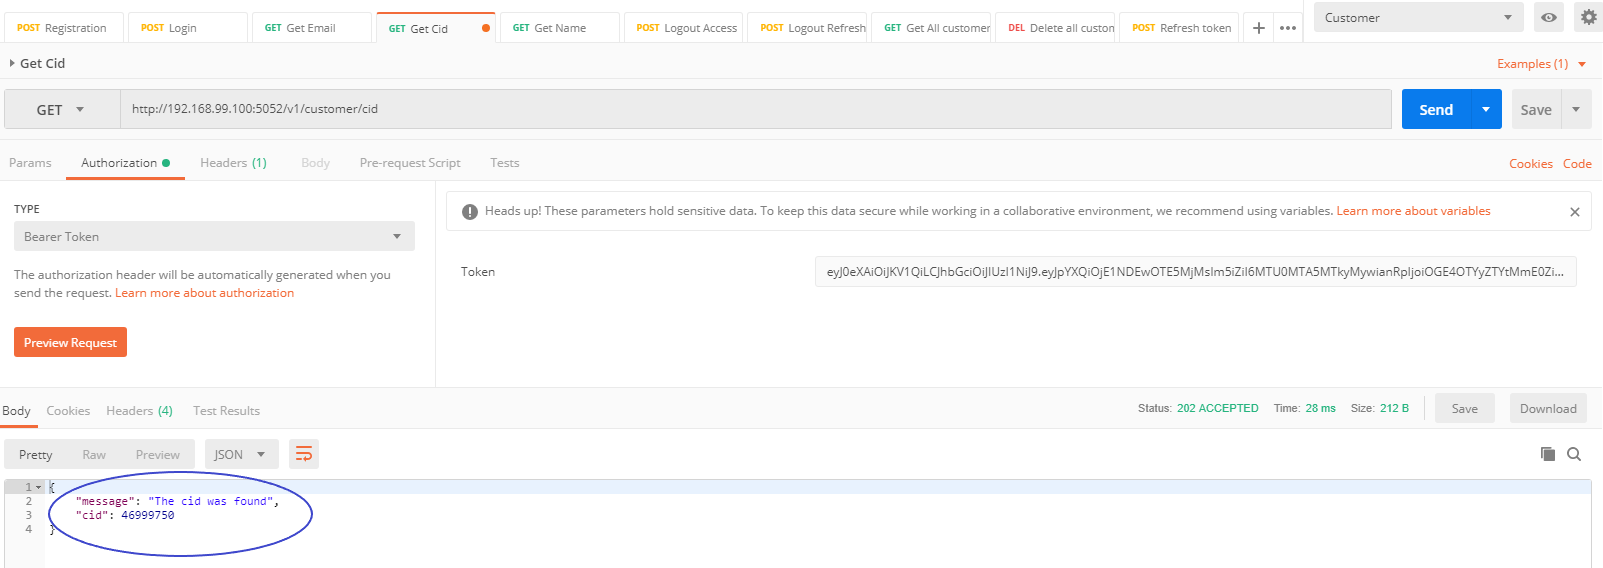 POST Registration POST Login GET Get Email GET Get Cid GET Get Name POST Logout Access POST Logout Refresh GET Get All customer DEL Delete all custon POST Refresh token Customer
Get Cid Examples (1)
GET http://192.168.99.100:5052/v1/customer/cid Send Save
Params Authorization Headers (1) Body Pre-request Script Tests Cookies Code
TYPE
Heads up! These parameters hold sensitive data. To keep this data secure while working in a collaborative environment, we recommend using variables. Learn more about variables
Bearer Token
The authorization header will be automatically generated when you
send the request. Learn more about authorization
Token
Preview Request
Body Cookies Headers (4) Test Results Status: 202 ACCEPTED Time: 28 ms Size: 212 B Save Download
Pretty Raw Preview JSON
1 {
2 "message": "The cid was found",
3 "cid": 46999750
4 }